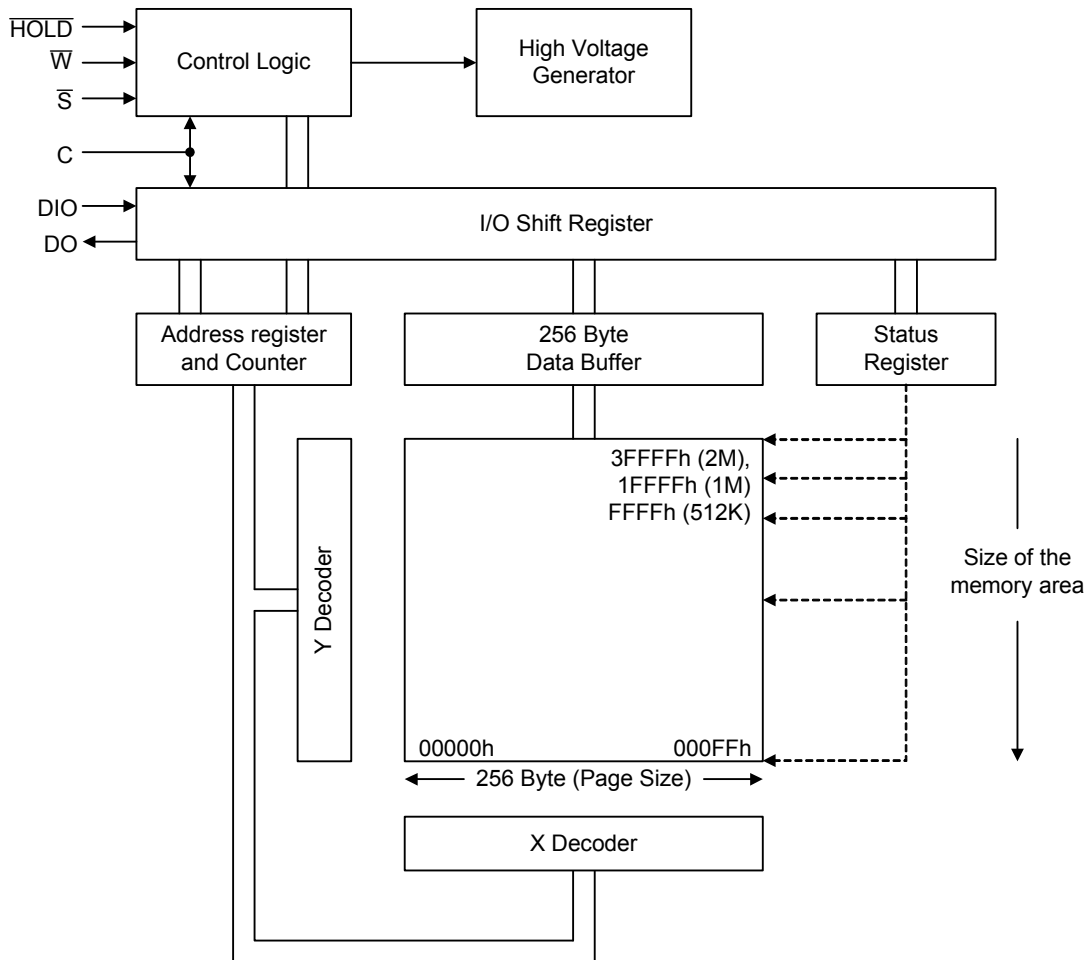 H̅O̅L̅D̅
W̅
S̅
C
Control Logic
High Voltage
Generator
DIO
DO
I/O Shift Register
Address register
and Counter
256 Byte
Data Buffer
Status
Register
Y Decoder
3FFFFh (2M),
1FFFFh (1M)
FFFFh (512K)
Size of the
memory area
00000h
000FFh
256 Byte (Page Size)
X Decoder